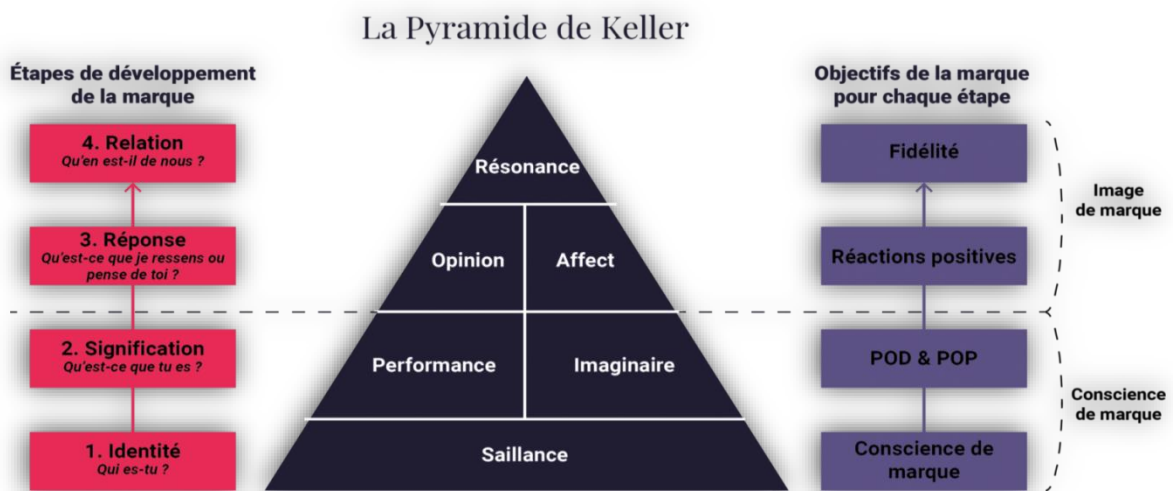 La Pyramide de Keller
Étapes de développement
de la marque
4. Relation
Qu'en est-il de nous ?
3. Réponse
Qu'est-ce que je ressens ou
pense de toi ?
2. Signification
Qu'est-ce que tu es ?
1. Identité
Qui es-tu ?
Résonance
Opinion
Affect
Performance
Imaginaire
Saillance
Objectifs de la marque
pour chaque étape
Fidélité
Réactions positives
POD & POP
Conscience de
marque
Image
de marque
Conscience
de marque